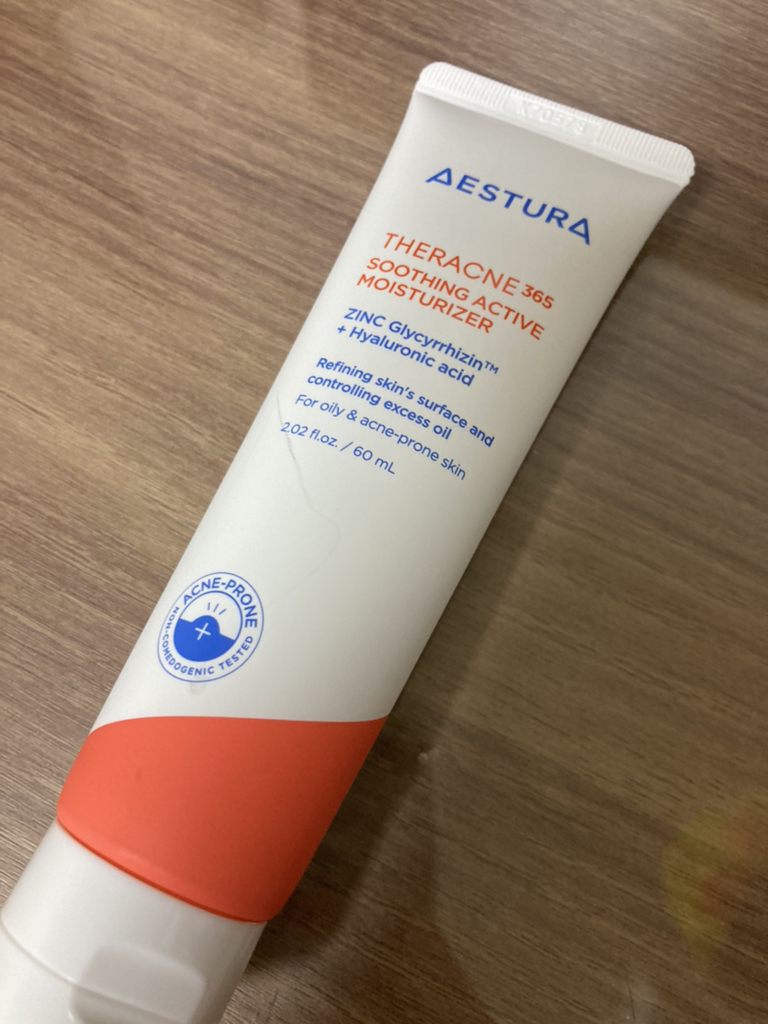 AESTURA
THERACNE 365
SOOTHING ACTIVE
MOISTURIZER
ZINC Glycyrrhizin™
+ Hyaluronic acid
Refining skin's surface and
controlling excess oil
For oily & acne-prone skin
2.02 fl.oz. / 60 mL
ACNE-PRONE
NON-COMEDOGENIC TESTED